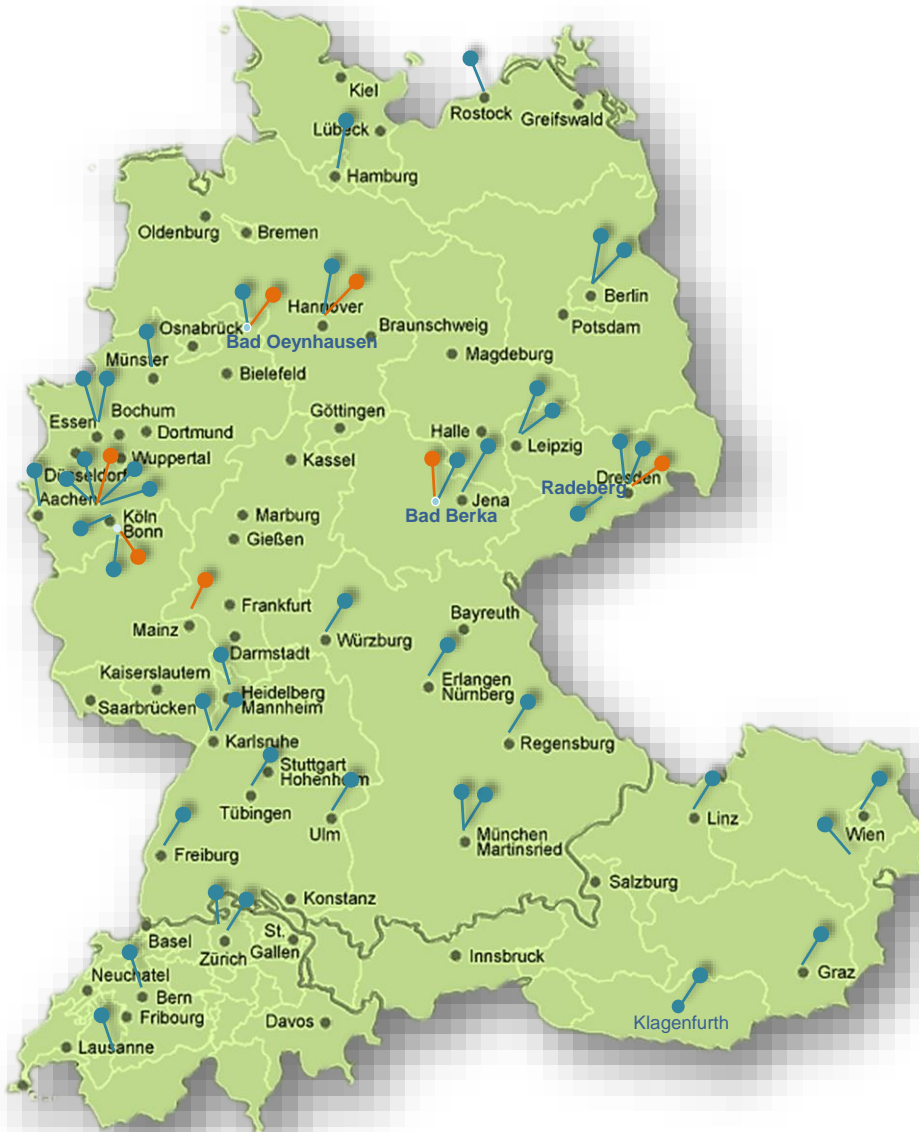 Kiel
Rostock
Greifswald
Lübeck
Hamburg
Oldenburg
Bremen
Berlin
Potsdam
Hannover
Osnabrück
Braunschweig
Bad Oeynhausen
Magdeburg
Münster
Bielefeld
Göttingen
Bochum
Essen
Dortmund
Halle
Leipzig
Wuppertal
Kassel
Düsseldorf
Dresden
Radeberg
Aachen
Jena
Bad Berka
Köln
Bonn
Marburg
Gießen
Frankfurt
Mainz
Bayreuth
Würzburg
Darmstadt
Kaiserslautern
Erlangen
Nürnberg
Heidelberg
Mannheim
Saarbrücken
Karlsruhe
Regensburg
Stuttgart
Hohenheim
Tübingen
Ulm
Linz
Wien
München
Martinsried
Freiburg
Salzburg
Konstanz
Basel
Zürich
St.
Gallen
Innsbruck
Neuchatel
Graz
Bern
Fribourg
Davos
Klagenfurth
Lausanne